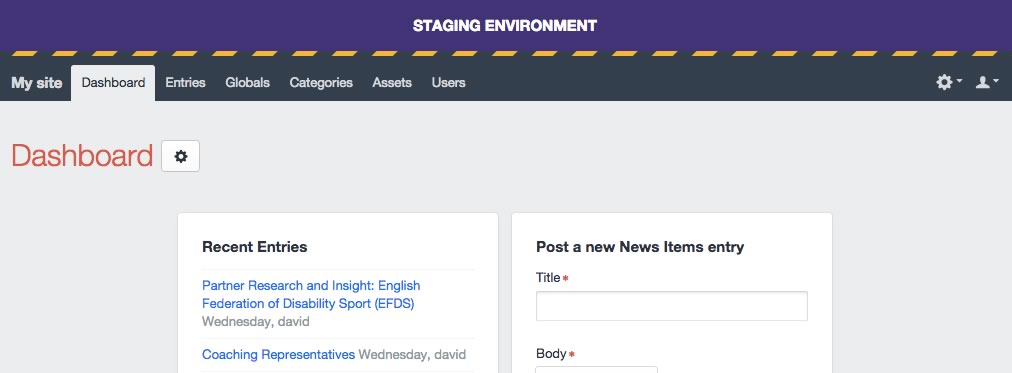 STAGING ENVIRONMENT
My site Dashboard Entries Globals Categories Assets Users
Dashboard
Recent Entries
Partner Research and Insight: English
Federation of Disability Sport (EFDS)
Wednesday, david
Coaching Representatives Wednesday, david
Post a new News Items entry
Title *
Body *